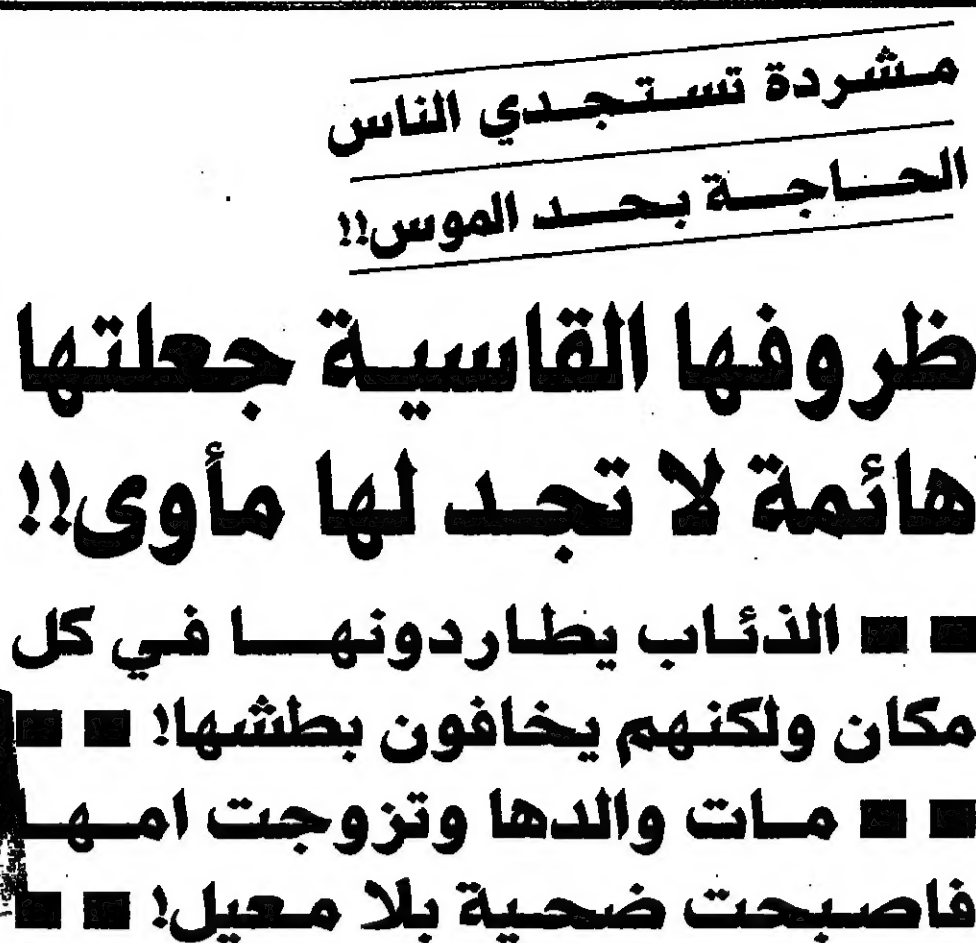 مشردة تستجدي الناس
الحاجة بحد الموس!!
ظروفها القاسية جعلتها
هائمة لا تجد لها مأوى!!
■ ■ الذئاب يطاردونها في كل
مكان ولكنهم يخافون بطشها! ■ ■
■ ■ مات والدها وتزوجت امها
فاصبحت ضحية بلا معيل! ■ ■